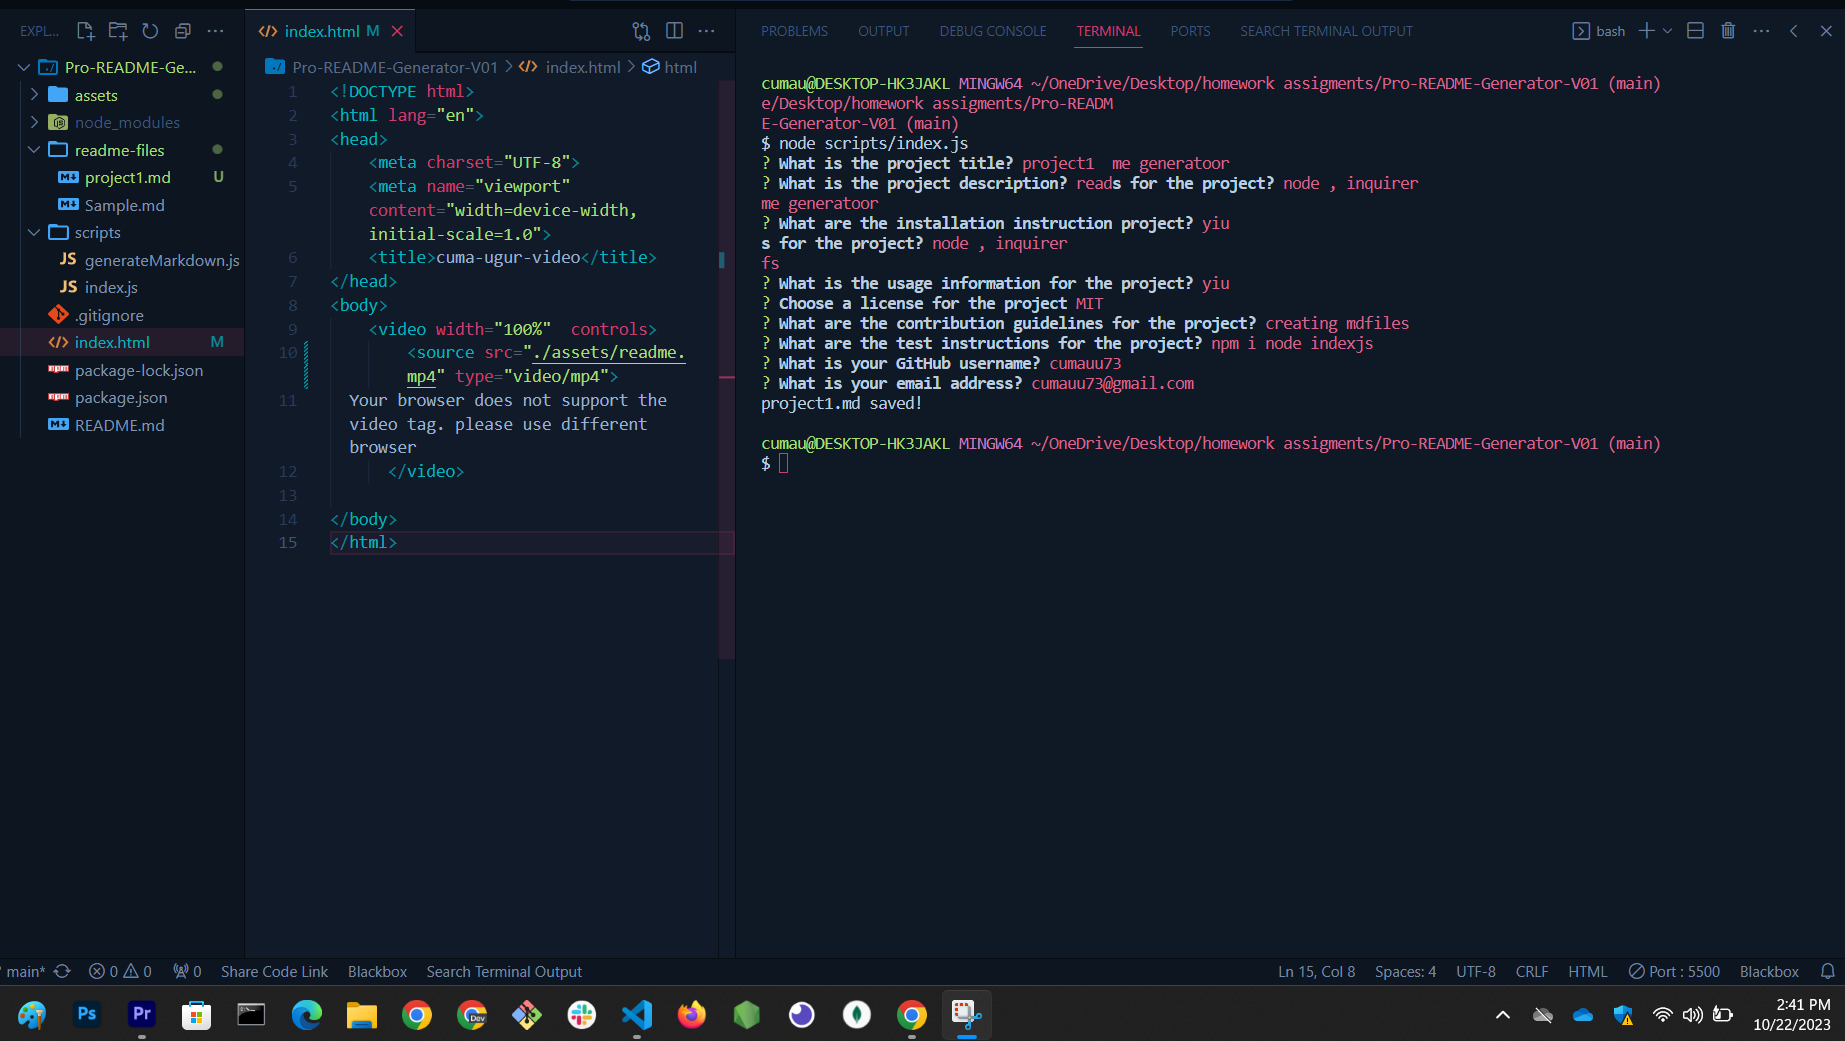 EXPL...
Pro-README-Ge...
assets
node_modules
readme-files
project1.md U
Sample.md
scripts
JS generateMarkdown.js
JS index.js
.gitignore
index.html M
package-lock.json
package.json
README.md
index.html M
Pro-README-Generator-V01 > index.html > html
1 <!DOCTYPE html>
2 <html lang="en">
3 <head>
4 <meta charset="UTF-8">
5 <meta name="viewport"
content="width=device-width,
initial-scale=1.0">
6 <title>cuma-ugur-video</title>
7 </head>
8 <body>
9 <video width="100%"  controls>
10 <source src="./assets/readme.
mp4" type="video/mp4">
11 Your browser does not support the
video tag. please use different
browser
12 </video>
13
14 </body>
15 </html>
PROBLEMS OUTPUT DEBUG CONSOLE TERMINAL PORTS SEARCH TERMINAL OUTPUT
bash
cumau@DESKTOP-HK3JAKL MINGW64 ~/OneDrive/Desktop/homework assigments/Pro-README-Generator-V01 (main)
e/Desktop/homework assigments/Pro-READM
E-Generator-V01 (main)
$ node scripts/index.js
? What is the project title? project1  me generatoor
? What is the project description? reads for the project? node , inquirer
me generatoor
? What are the installation instruction project? yiu
s for the project? node , inquirer
fs
? What is the usage information for the project? yiu
? Choose a license for the project MIT
? What are the contribution guidelines for the project? creating mdfiles
? What are the test instructions for the project? npm i node indexjs
? What is your GitHub username? cumauu73
? What is your email address? cumauu73@gmail.com
project1.md saved!
cumau@DESKTOP-HK3JAKL MINGW64 ~/OneDrive/Desktop/homework assigments/Pro-README-Generator-V01 (main)
$
main* 0 0 0 Share Code Link Blackbox Search Terminal Output
Ln 15, Col 8 Spaces: 4 UTF-8 CRLF HTML Port : 5500 Blackbox
Ps Pr Dev
2:41 PM
10/22/2023